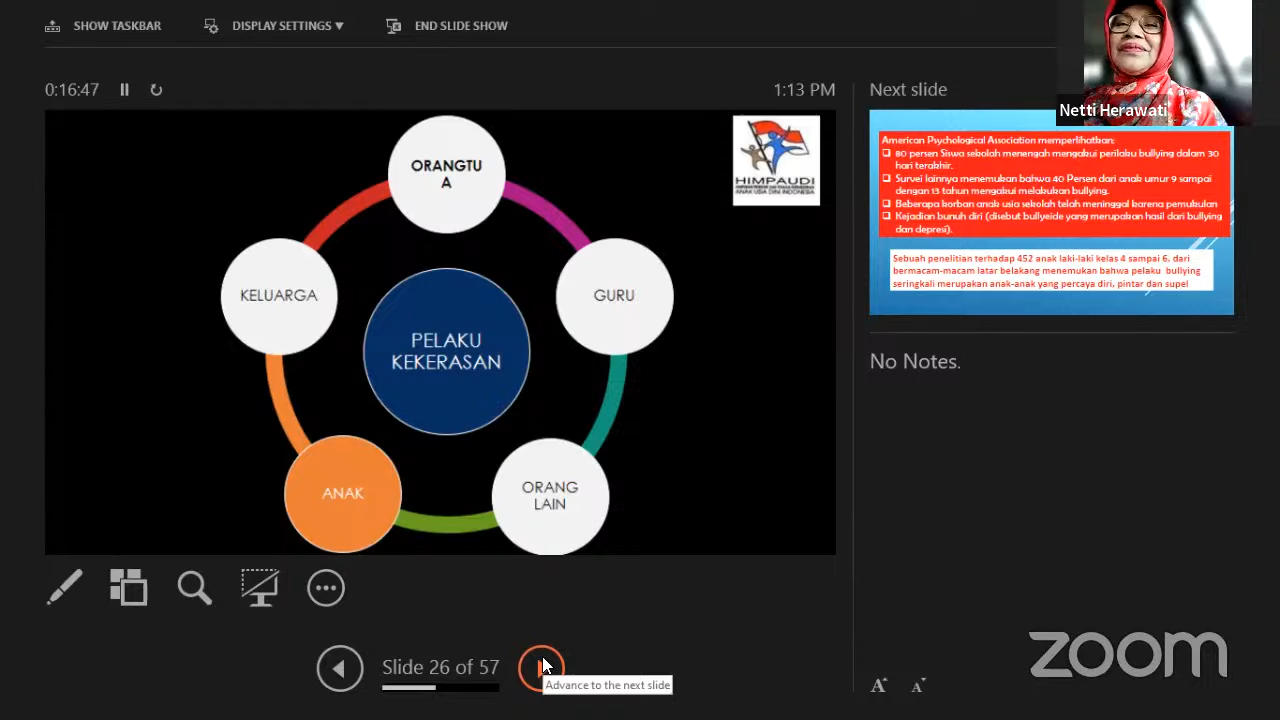 SHOW TASKBAR
DISPLAY SETTINGS ▼
END SLIDE SHOW
0:16:47
1:13 PM
Next slide
Netti Herawati
ORANGTU
A
GURU
ORANG
LAIN
ANAK
KELUARGA
PELAKU
KEKERASAN
HIMPAUDI
ANAK USIA DINI INDONESIA
American Psychological Association memperlihatkan:
80 persen Siswa sekolah menengah mengakui perilaku bullying dalam 30
hari terakhir.
Survei lainnya menemukan bahwa 40 Persen dari anak umur 9 sampai
dengan 13 tahun mengakui melakukan bullying.
Beberapa korban anak usia sekolah telah meninggal karena pemukulan
Kejadian bunuh diri (disebut bullyeide yang merupakan hasil dari bullying
dan depresi).
Sebuah penelitian terhadap 452 anak laki-laki kelas 4 sampai 6, dari
bermacam-macam latar belakang menemukan bahwa pelaku bullying
seringkali merupakan anak-anak yang percaya diri, pintar dan supel
No Notes.
Slide 26 of 57
Advance to the next slide
A A
zoom